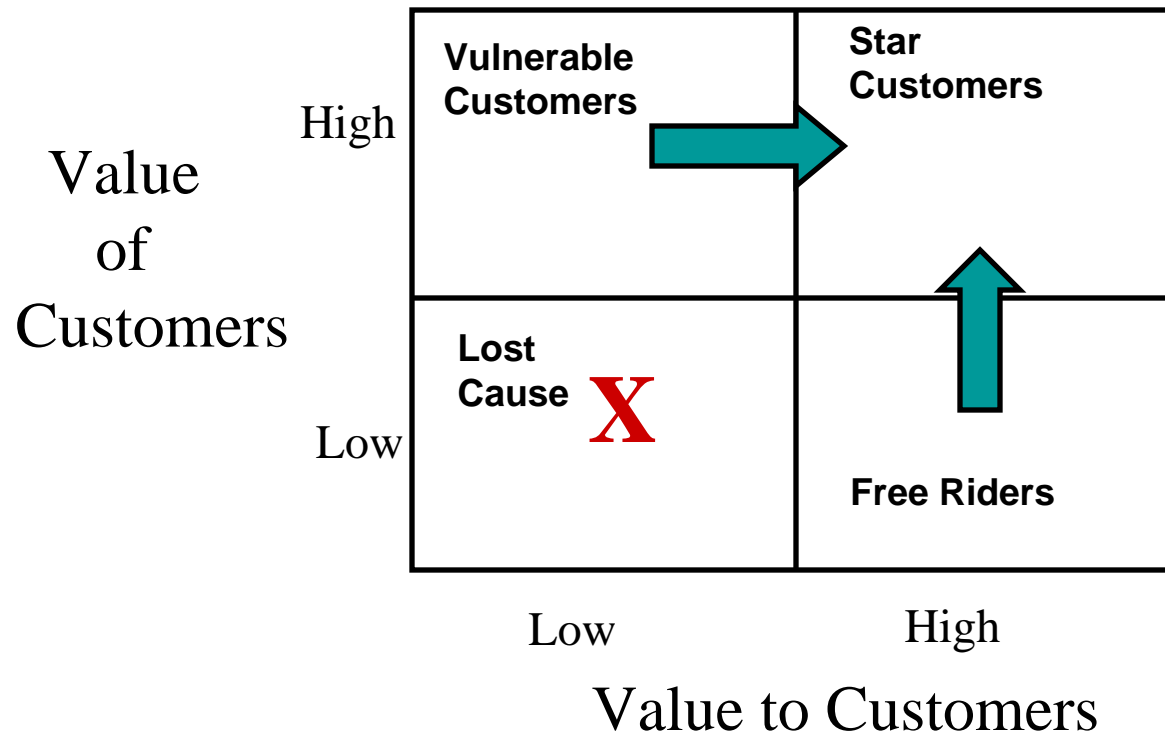 Vulnerable
Customers
Star
Customers
High
Value
of
Customers
Lost
Cause
X
Low
Free Riders
Low
High
Value to Customers